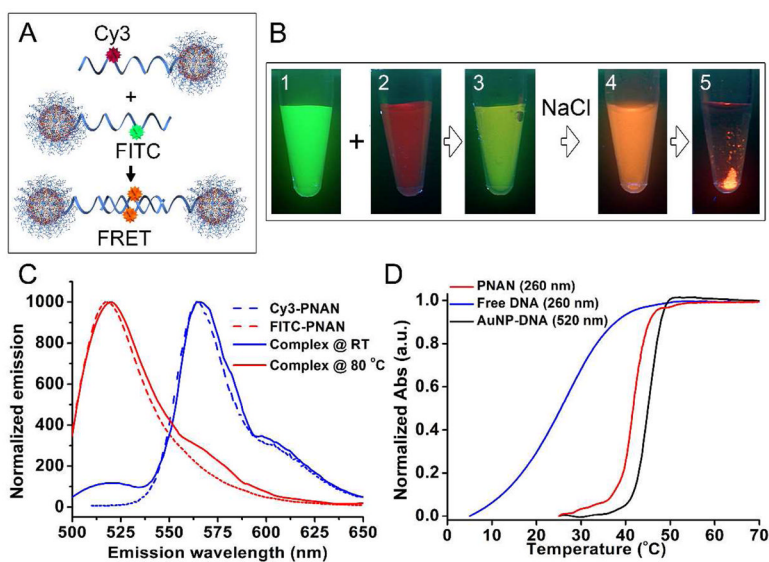 A
Cy3
+
FITC
FRET
B
1
+
2
3
NaCl
4
5
C
Normalized emission
1000
800
600
400
200
0
Cy3-PNAN
FITC-PNAN
Complex @ RT
Complex @ 80 °C
500 525 550 575 600 625 650
Emission wavelength (nm)
D
Normalized Abs (a.u.)
1.0
0.8
0.6
0.4
0.2
0.0
PNAN (260 nm)
Free DNA (260 nm)
AuNP-DNA (520 nm)
0 10 20 30 40 50 60 70
Temperature (°C)